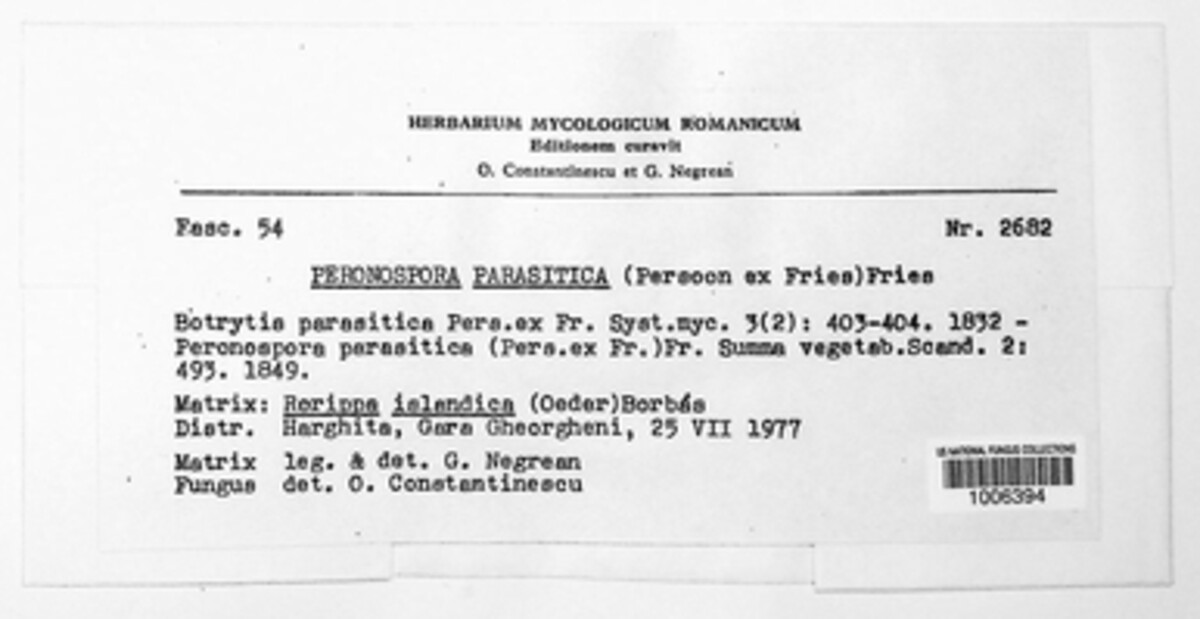 HERBARIUM MYCOLOGICUM ROMANICUM
Editionem curavit
O. Constantinescu et G. Negrean
Fasc. 54 Nr. 2682
PERONOSPORA PARASITICA (Persoon ex Fries)Fries
Botrytis parasitica Pers.ex Fr. Syst.myc. 3(2): 403-404. 1832 -
Peronospora parasitica (Pers.ex Fr.)Fr. Summa vegetab.Scand. 2:
493. 1849.
Matrix: Rorippa islandica (Oeder)Borbás
Distr. Harghita, Gara Gheorgheni, 25 VII 1977
Matrix leg. & det. G. Negrean
Fungus det. O. Constantinescu
US NATIONAL FUNGUS COLLECTIONS
1006394